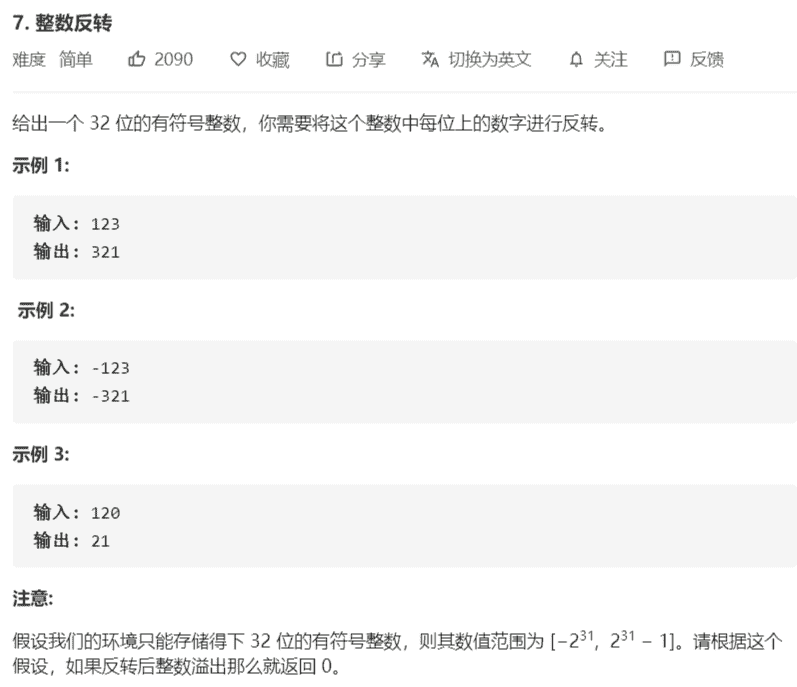 7. 整数反转
难度 简单 2090 收藏 分享 切换为英文 关注 反馈
给出一个 32 位的有符号整数，你需要将这个整数中每位上的数字进行反转。
示例 1:
输入: 123
输出: 321
示例 2:
输入: -123
输出: -321
示例 3:
输入: 120
输出: 21
注意:
假设我们的环境只能存储得下 32 位的有符号整数，则其数值范围为 [−2³¹, 2³¹ − 1]。请根据这个
假设，如果反转后整数溢出那么就返回 0。